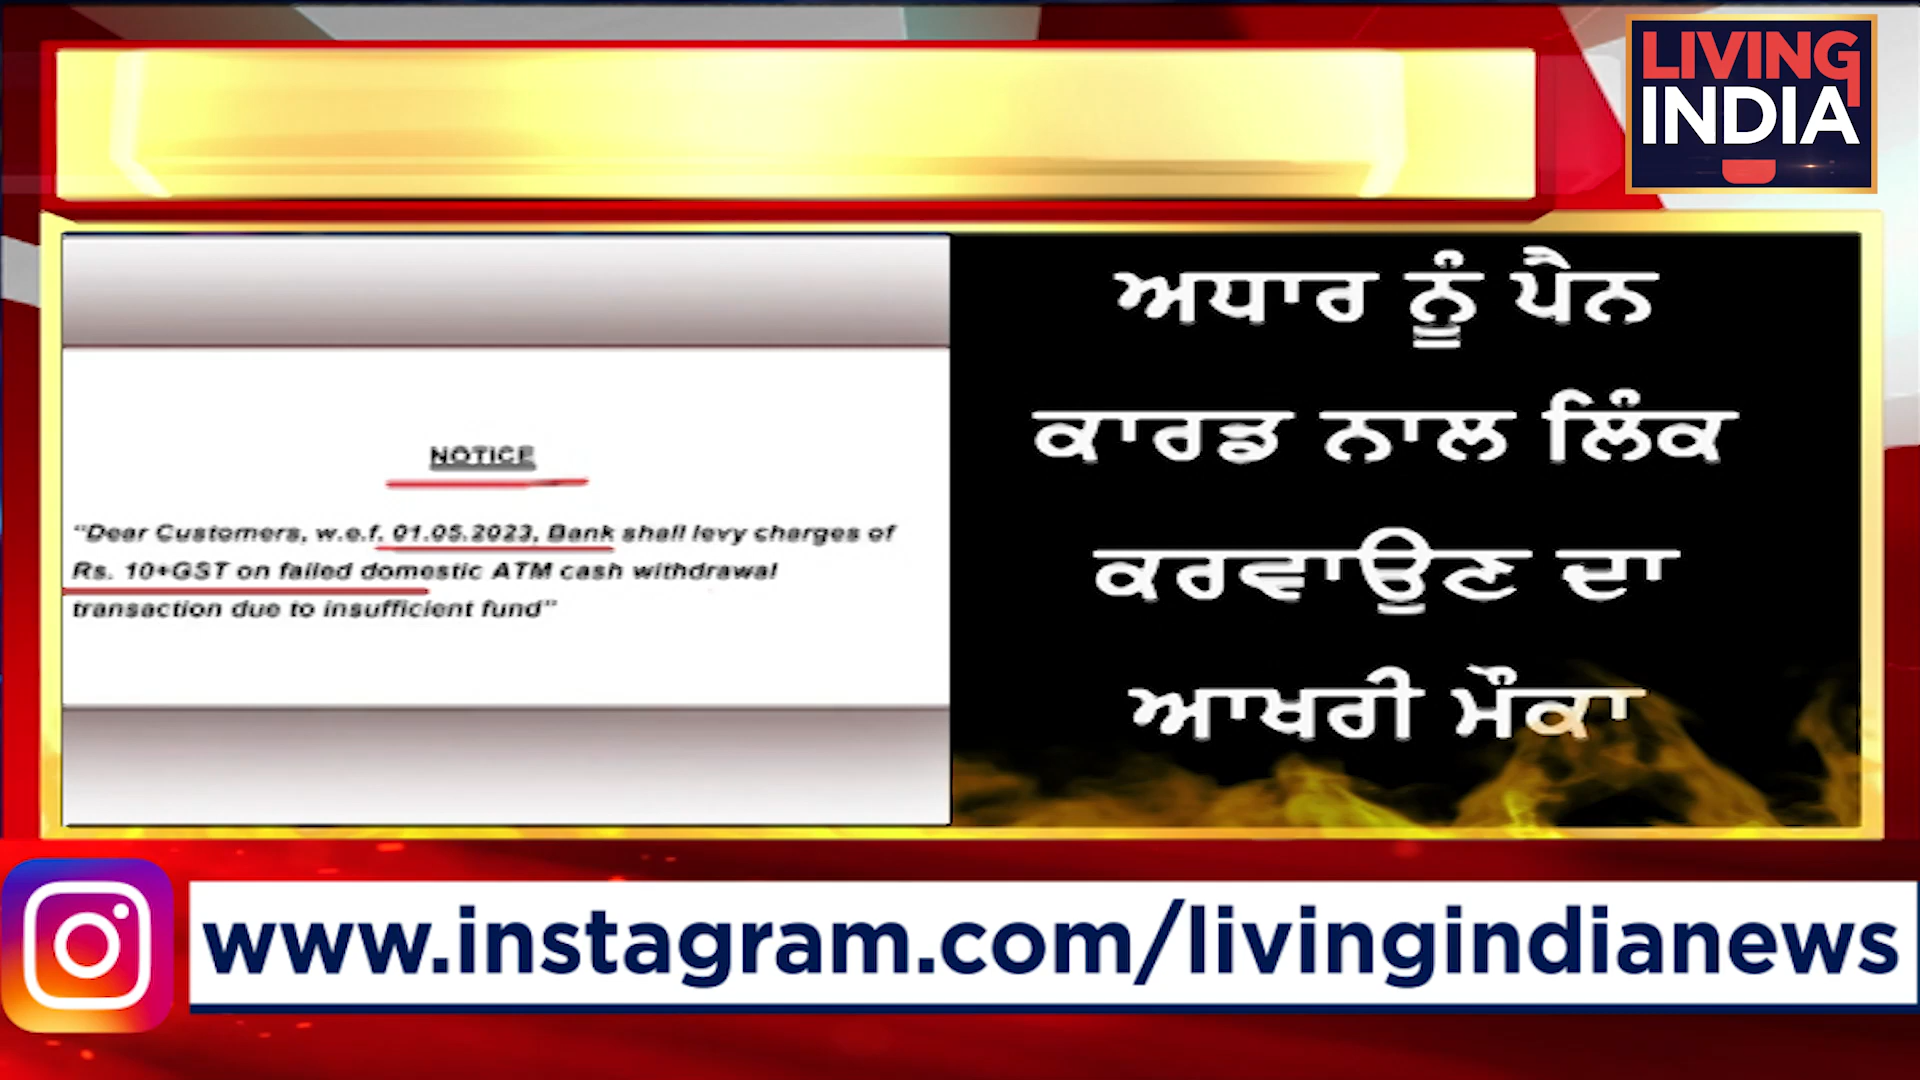 LIVING
INDIA
NOTICE
"Dear Customers, w.e.f. 01.05.2023, Bank shall levy charges of
Rs. 10+GST on failed domestic ATM cash withdrawal
transaction due to insufficient fund"
ਅਧਾਰ ਨੂੰ ਪੈਨ
ਕਾਰਡ ਨਾਲ ਲਿੰਕ
ਕਰਵਾਉਣ ਦਾ
ਆਖਰੀ ਮੌਕਾ
www.instagram.com/livingindianews